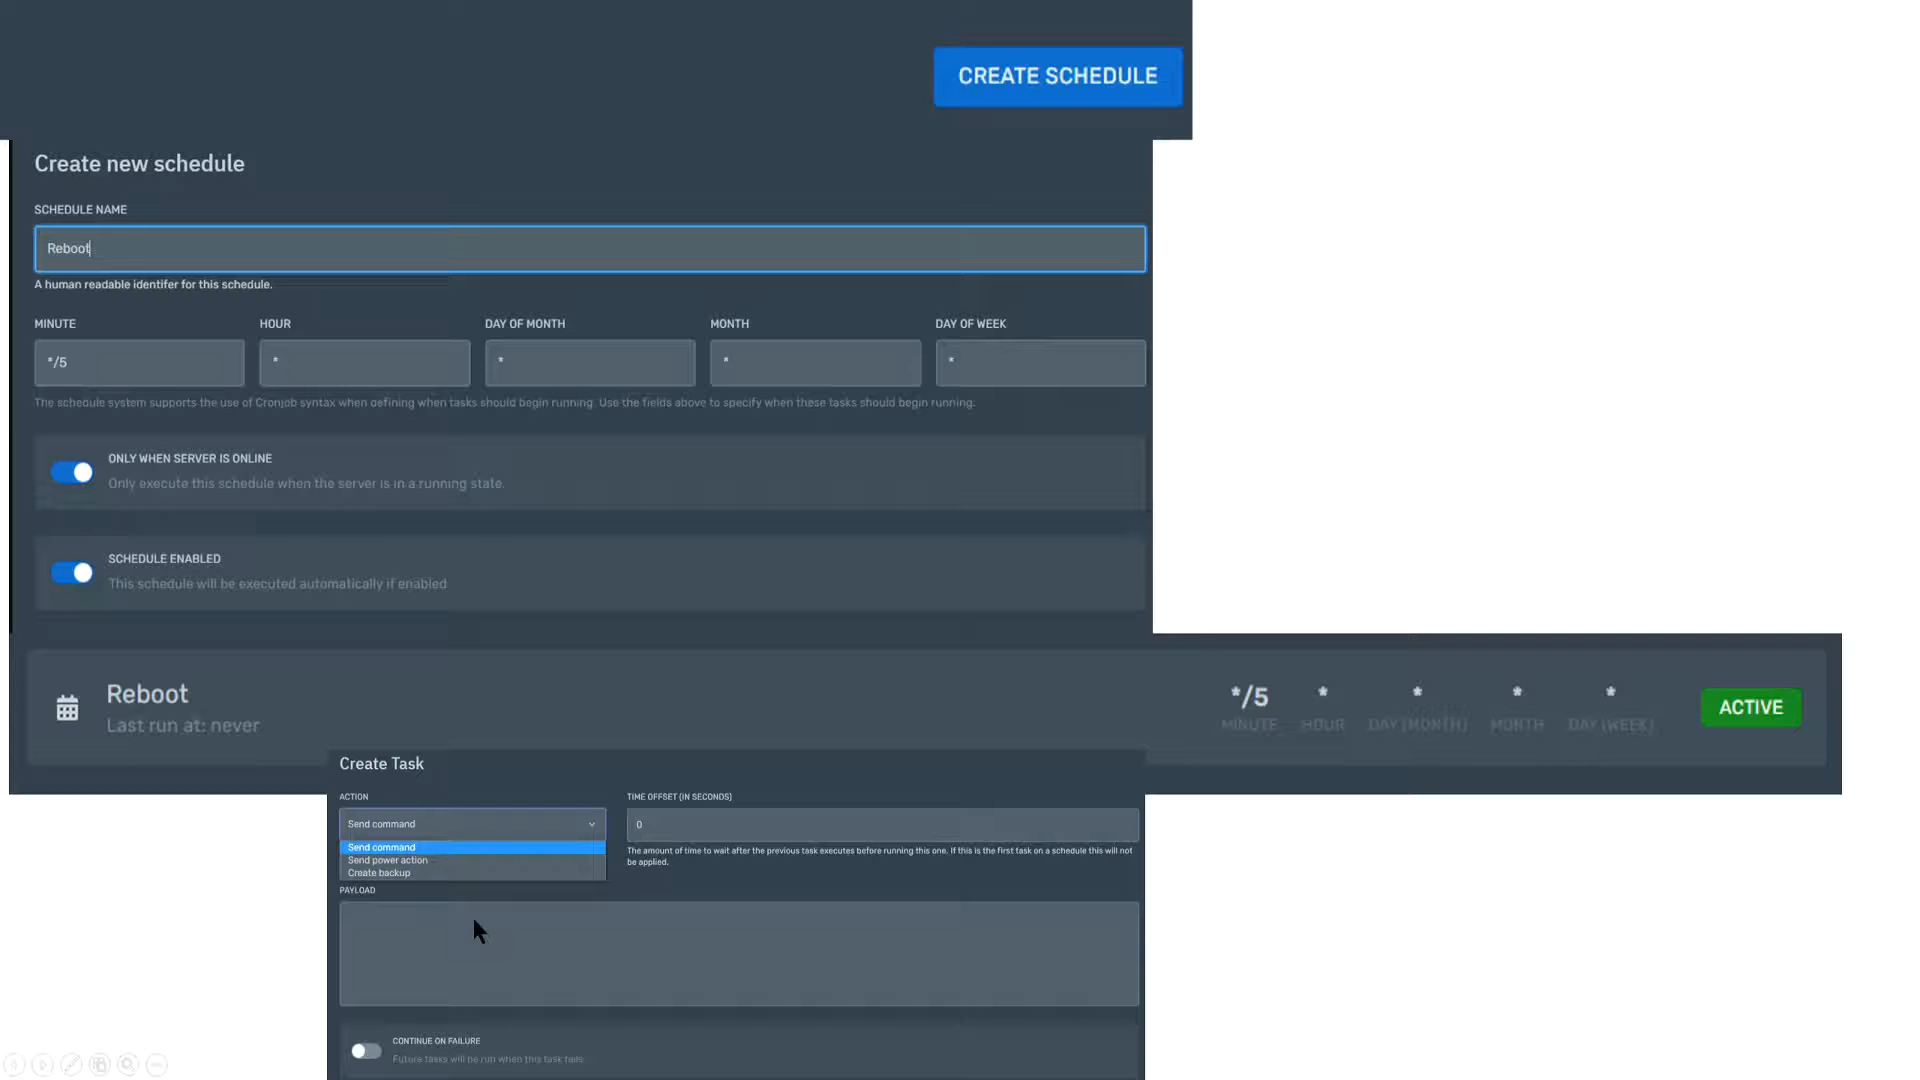 CREATE SCHEDULE
Create new schedule
SCHEDULE NAME
Reboot
A human readable identifer for this schedule.
MINUTE HOUR DAY OF MONTH MONTH DAY OF WEEK
*/5 * * * *
The schedule system supports the use of Cronjob syntax when defining when tasks should begin running. Use the fields above to specify when these tasks should begin running.
ONLY WHEN SERVER IS ONLINE
Only execute this schedule when the server is in a running state.
SCHEDULE ENABLED
This schedule will be executed automatically if enabled
Reboot
Last run at: never
*/5 * * * *
MINUTE HOUR DAY (MONTH) MONTH DAY (WEEK)
ACTIVE
Create Task
ACTION
Send command
Send command
Send power action
Create backup
TIME OFFSET (IN SECONDS)
0
The amount of time to wait after the previous task executes before running this one. If this is the first task on a schedule this will not
be applied.
PAYLOAD
CONTINUE ON FAILURE
Future tasks will be run when this task fails.